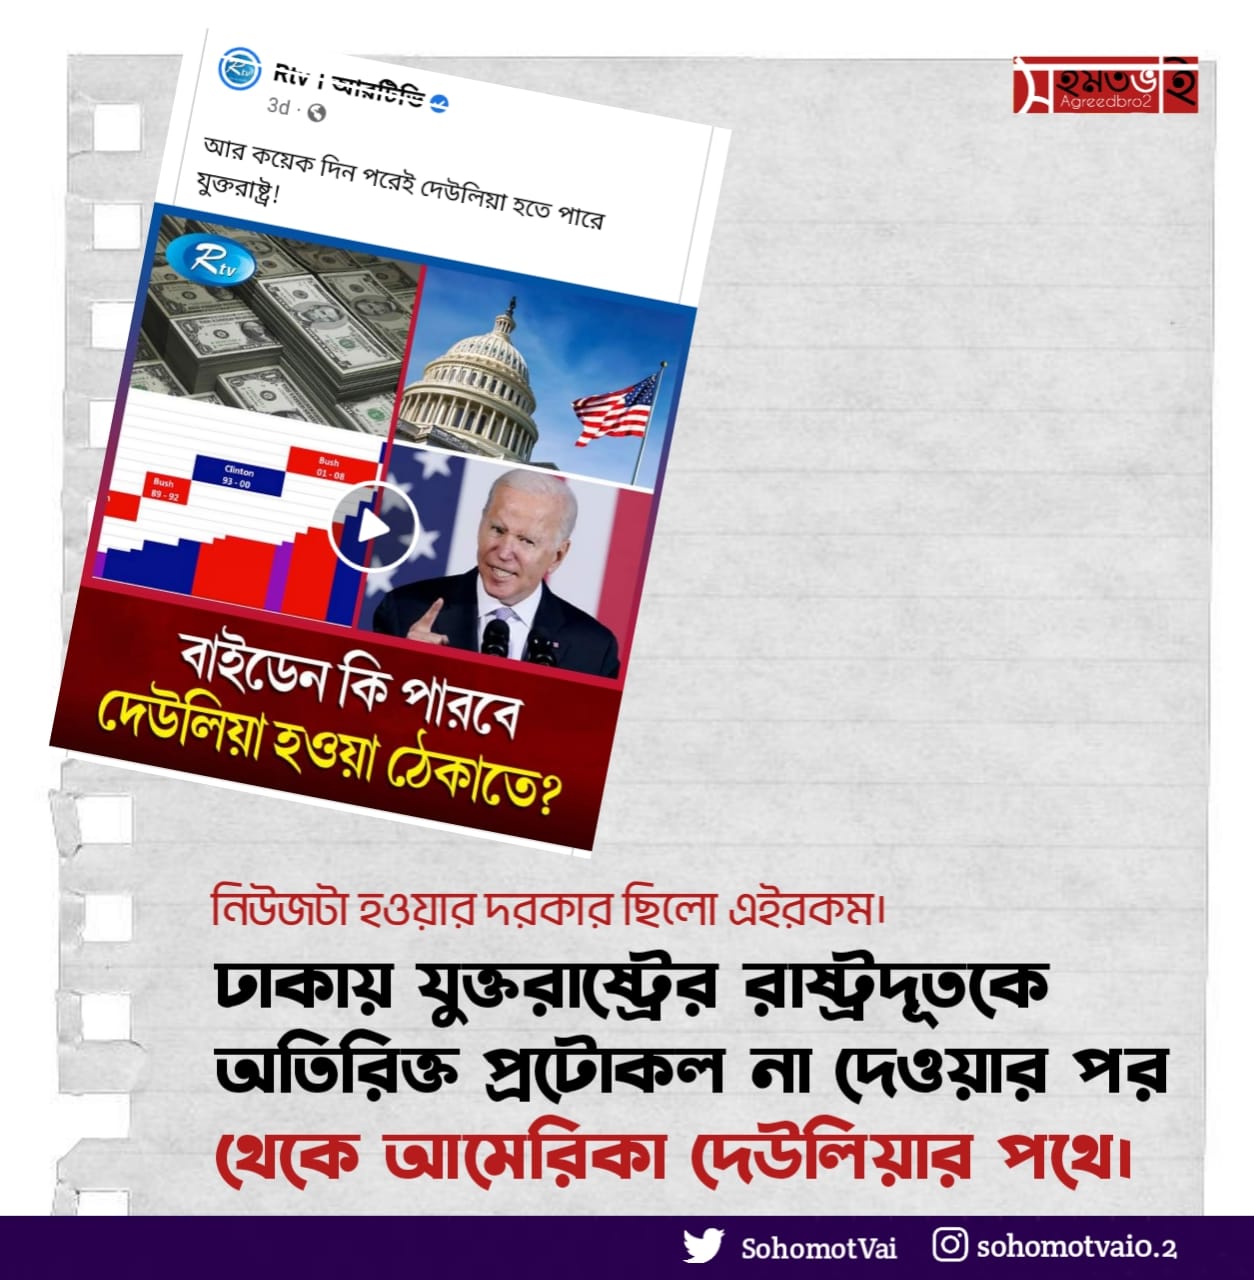 Rtv । আরটিভি
3d
আর কয়েক দিন পরেই দেউলিয়া হতে পারে
যুক্তরাষ্ট্র!
Rtv
Bush
89 - 92
Clinton
93 - 00
Bush
01 - 08
বাইডেন কি পারবে
দেউলিয়া হওয়া ঠেকাতে?
সহমতভাই
Agreedbro2
নিউজটা হওয়ার দরকার ছিলো এইরকম।
ঢাকায় যুক্তরাষ্ট্রের রাষ্ট্রদূতকে
অতিরিক্ত প্রটোকল না দেওয়ার পর
থেকে আমেরিকা দেউলিয়ার পথে।
SohomotVai
sohomotvaio.2